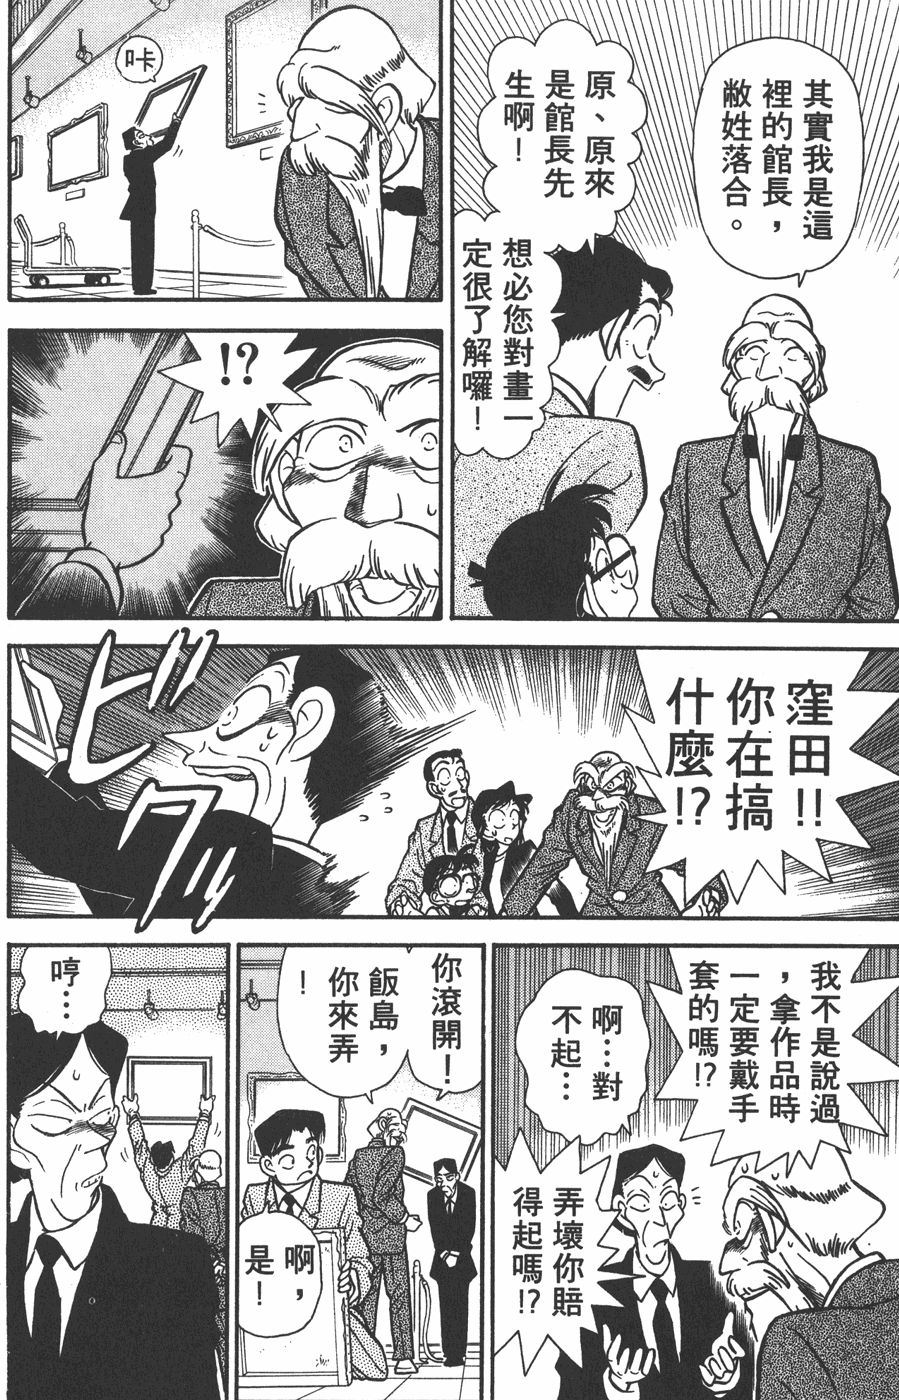 其實我是這
裡的館長，
敝姓落合。
原、原來
是館長先
生啊！
想必您對畫一
定很了解囉！
咔
!?
窪田!!
你在搞
什麼!?
ビクッ
我不是說過
，拿作品時
一定要戴手
套的嗎!?
啊…對
不起…
弄壞你賠
得起嗎!?
你滾開！
飯島，
你來弄
！
啊，
是！
哼…